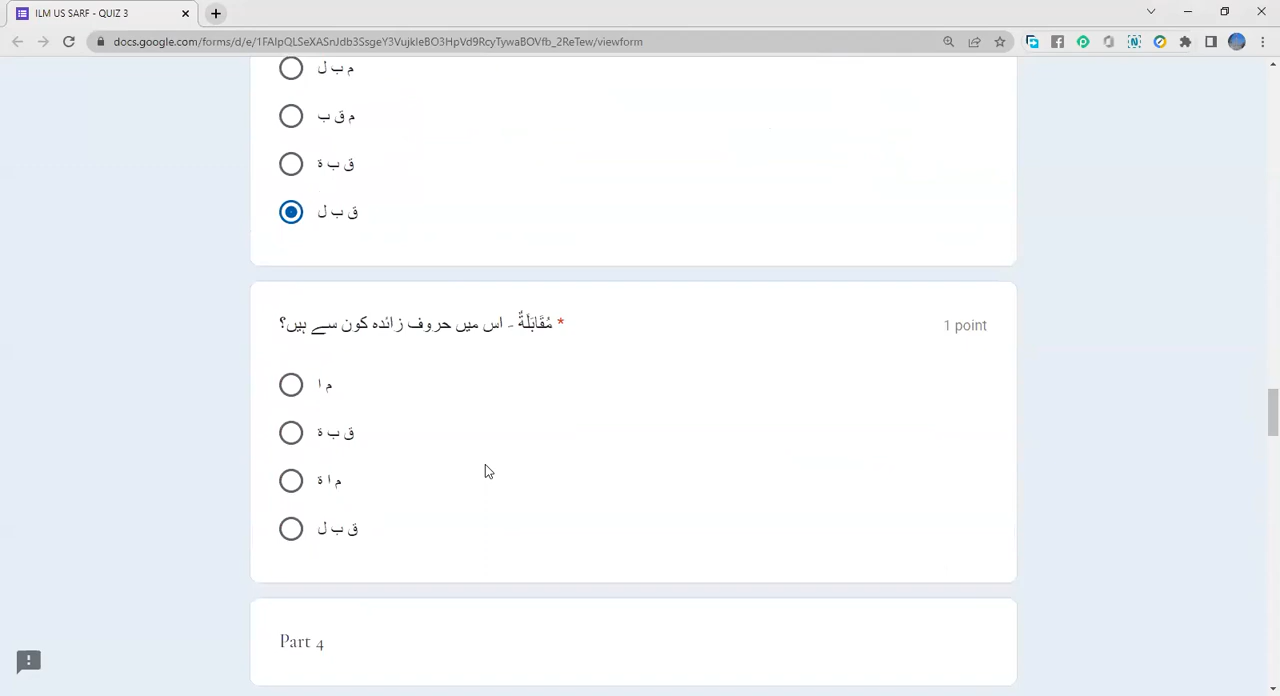 ILM US SARF - QUIZ 3
docs.google.com/forms/d/e/1FAIpQLSeXASnJdb3SsgeY3VujkIeBO3HpVd9RcyTywaBOVfb_2ReTew/viewform
م ب ل
م ق ب
ق ب ة
ق ب ل
مُقَابَلَةٌ ۔ اس میں حروف زائدہ کون سے ہیں؟ *
1 point
م ا
ق ب ة
م ا ة
ق ب ل
Part 4